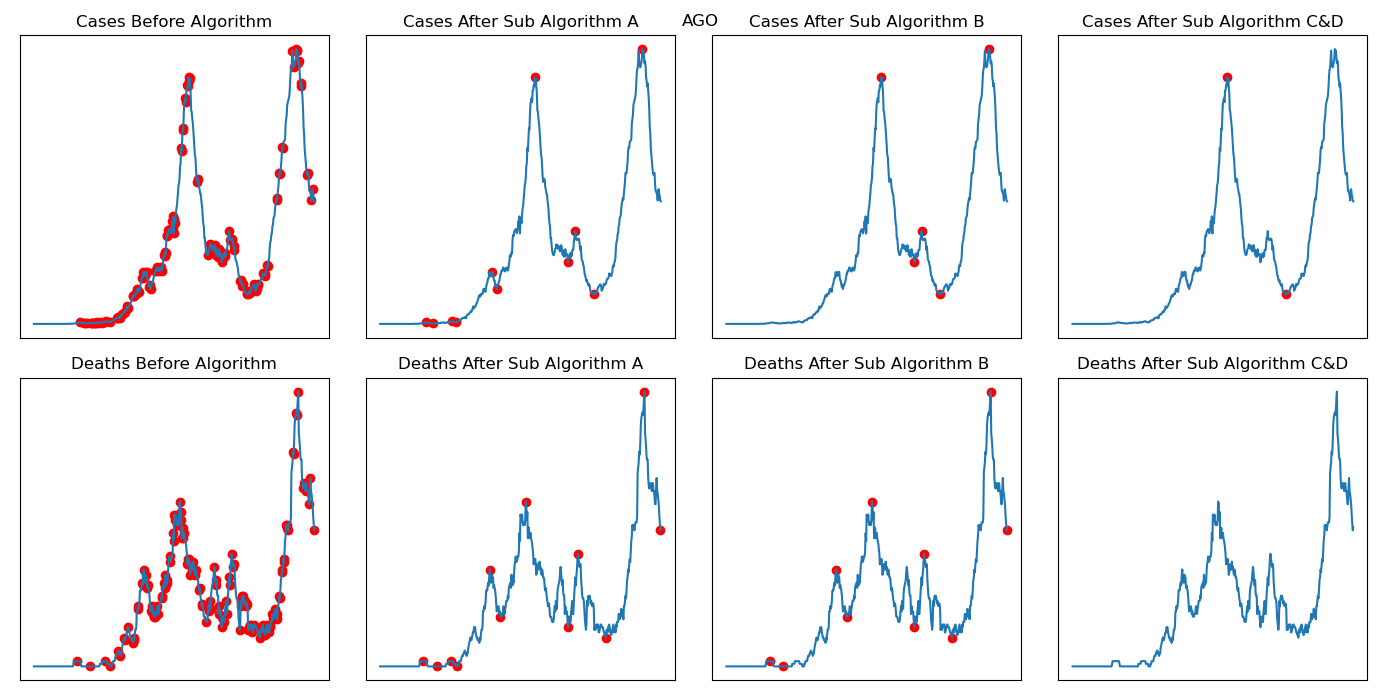 AGO
Cases Before Algorithm
Cases After Sub Algorithm A
Cases After Sub Algorithm B
Cases After Sub Algorithm C&D
Deaths Before Algorithm
Deaths After Sub Algorithm A
Deaths After Sub Algorithm B
Deaths After Sub Algorithm C&D